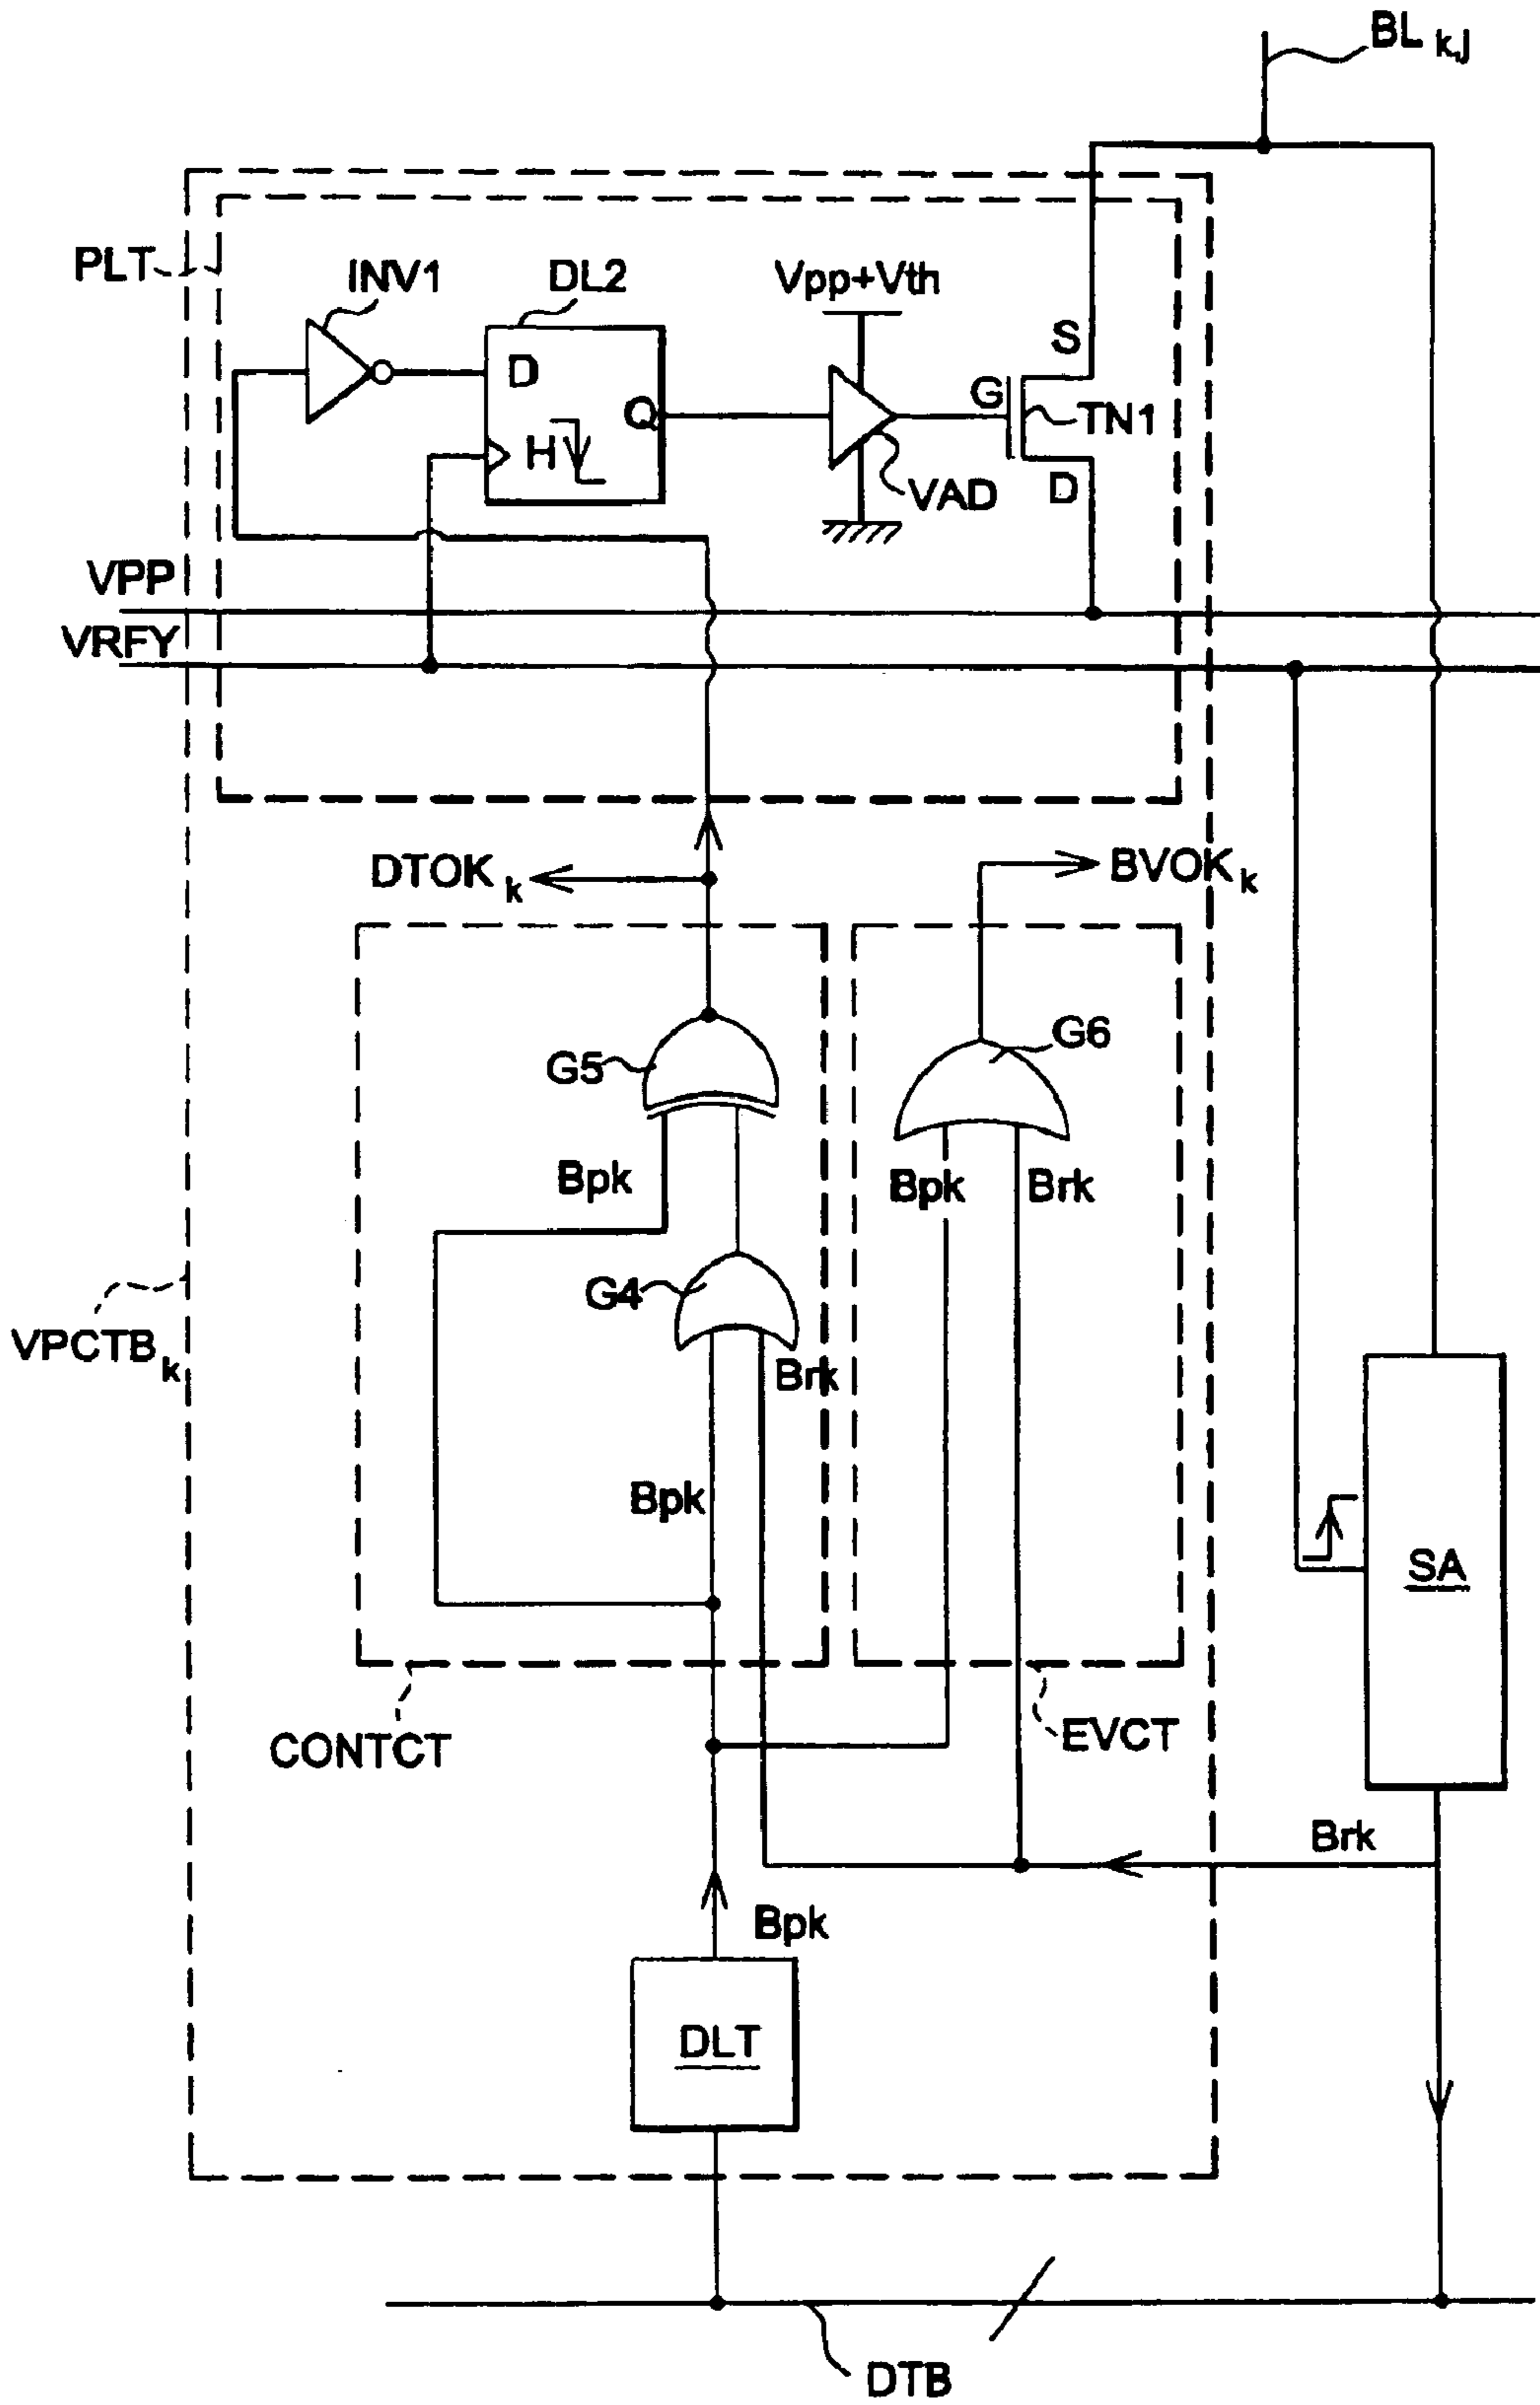 BL k,j
PLT
INV1
DL2
Vpp+Vth
D
Q
H
S
G
TN1
D
VAD
VPP
VRFY
DTOK k
BVOK k
G5
G6
Bpk
Bpk
Brk
G4
VPCTB k
Brk
Bpk
SA
CONTCT
EVCT
Brk
Bpk
DLT
DTB